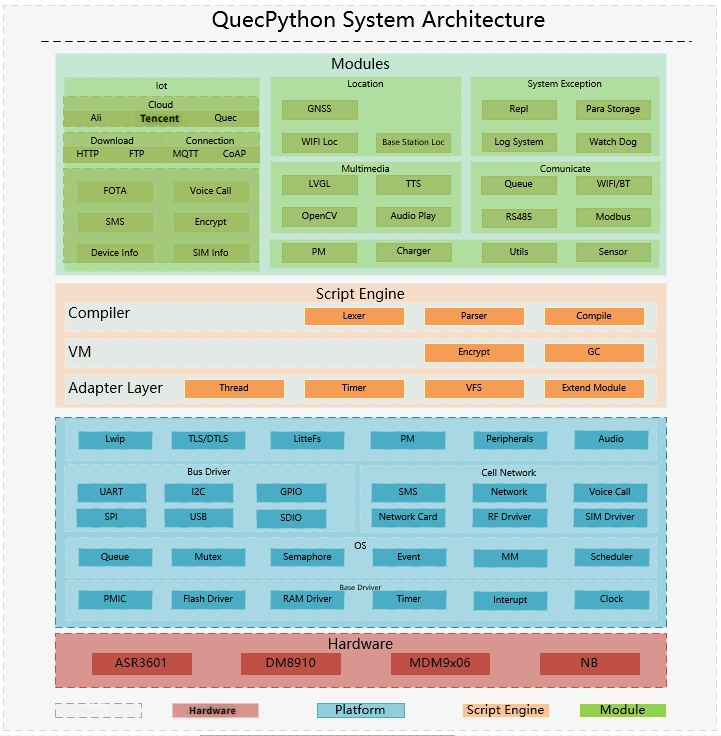 QuecPython System Architecture
Modules
Iot
Cloud
Ali Tencent Quec
Download Connection
HTTP FTP MQTT CoAP
FOTA Voice Call
SMS Encrypt
Device Info SIM Info
Location
GNSS
WIFI Loc Base Station Loc
System Exception
Repl Para Storage
Log System Watch Dog
Multimedia
LVGL TTS
OpenCV Audio Play
Comunicate
Queue WIFI/BT
RS485 Modbus
PM Charger Utils Sensor
Script Engine
Compiler Lexer Parser Compile
VM Encrypt GC
Adapter Layer Thread Timer VFS Extend Module
Lwip TLS/DTLS LitteFs PM Peripherals Audio
Bus Driver
UART I2C GPIO
SPI USB SDIO
Cell Network
SMS Network Voice Call
Network Card RF Drviver SIM Drviver
OS
Queue Mutex Semaphore Event MM Scheduler
Base Driver
PMIC Flash Driver RAM Driver Timer Interupt Clock
Hardware
ASR3601 DM8910 MDM9x06 NB
Hardware Platform Script Engine Module